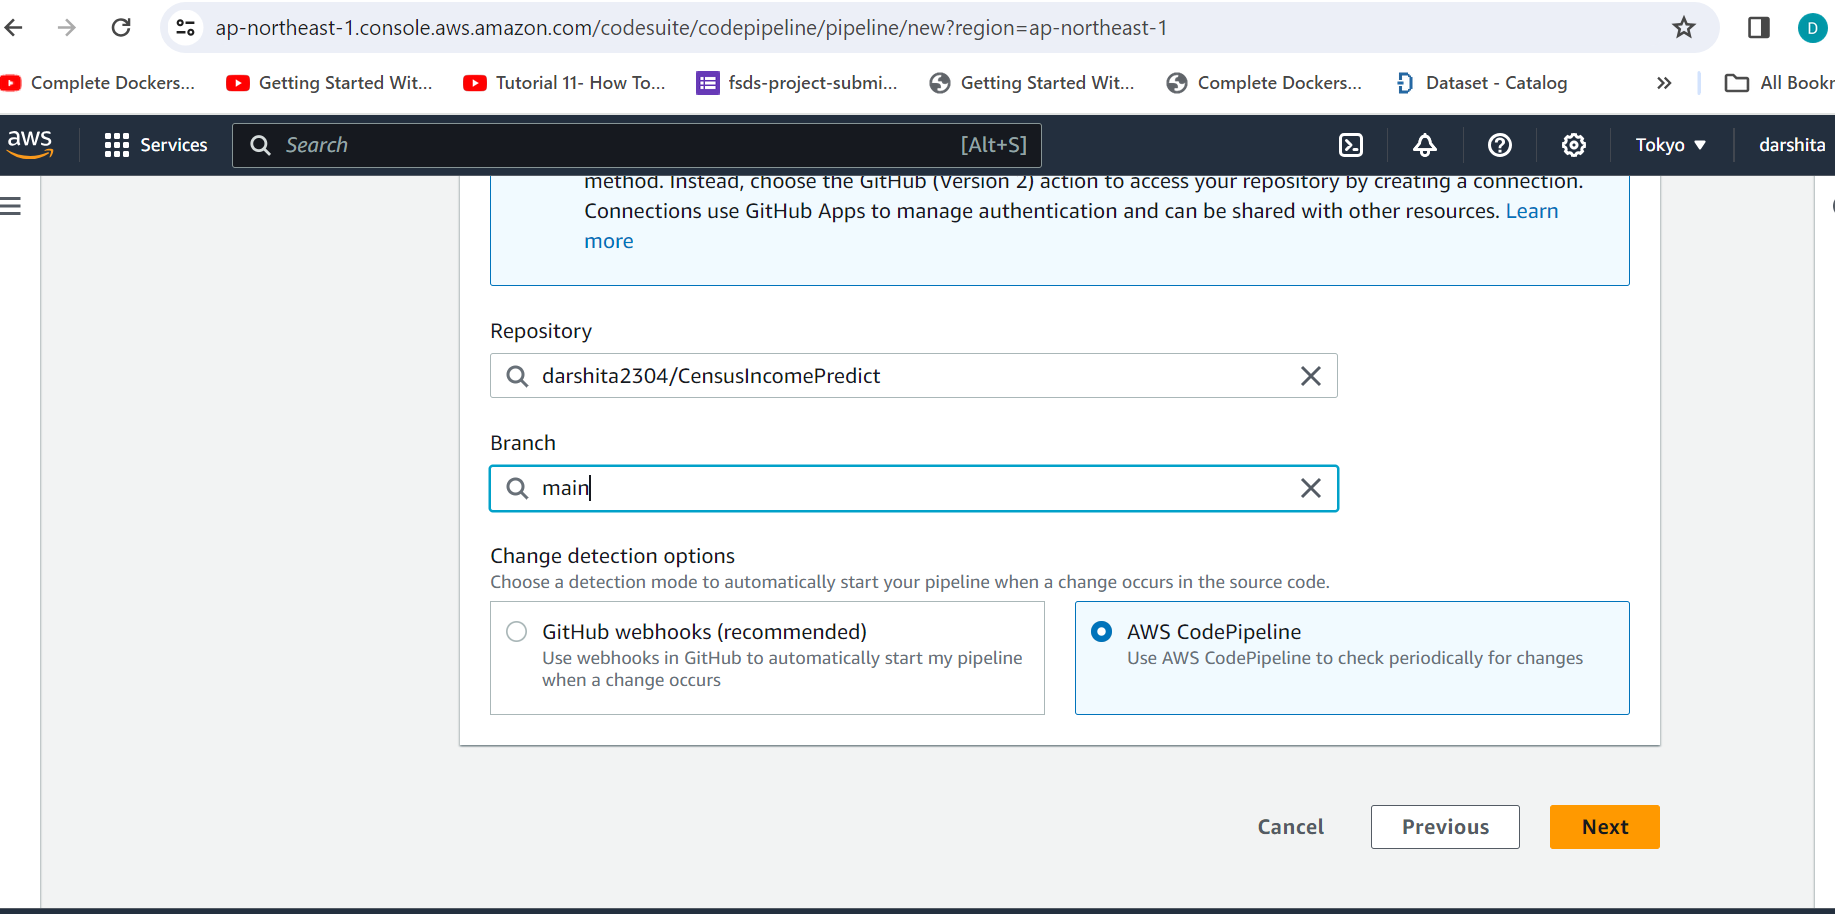 ap-northeast-1.console.aws.amazon.com/codesuite/codepipeline/pipeline/new?region=ap-northeast-1
D
Complete Dockers...
Getting Started Wit...
Tutorial 11- How To...
fsds-project-submi...
Getting Started Wit...
Complete Dockers...
Dataset - Catalog
All Bookr
aws
Services
Search
[Alt+S]
Tokyo
darshita
method. Instead, choose the GitHub (Version 2) action to access your repository by creating a connection.
Connections use GitHub Apps to manage authentication and can be shared with other resources. Learn
more
Repository
darshita2304/CensusIncomePredict
Branch
main
Change detection options
Choose a detection mode to automatically start your pipeline when a change occurs in the source code.
GitHub webhooks (recommended)
Use webhooks in GitHub to automatically start my pipeline
when a change occurs
AWS CodePipeline
Use AWS CodePipeline to check periodically for changes
Cancel
Previous
Next